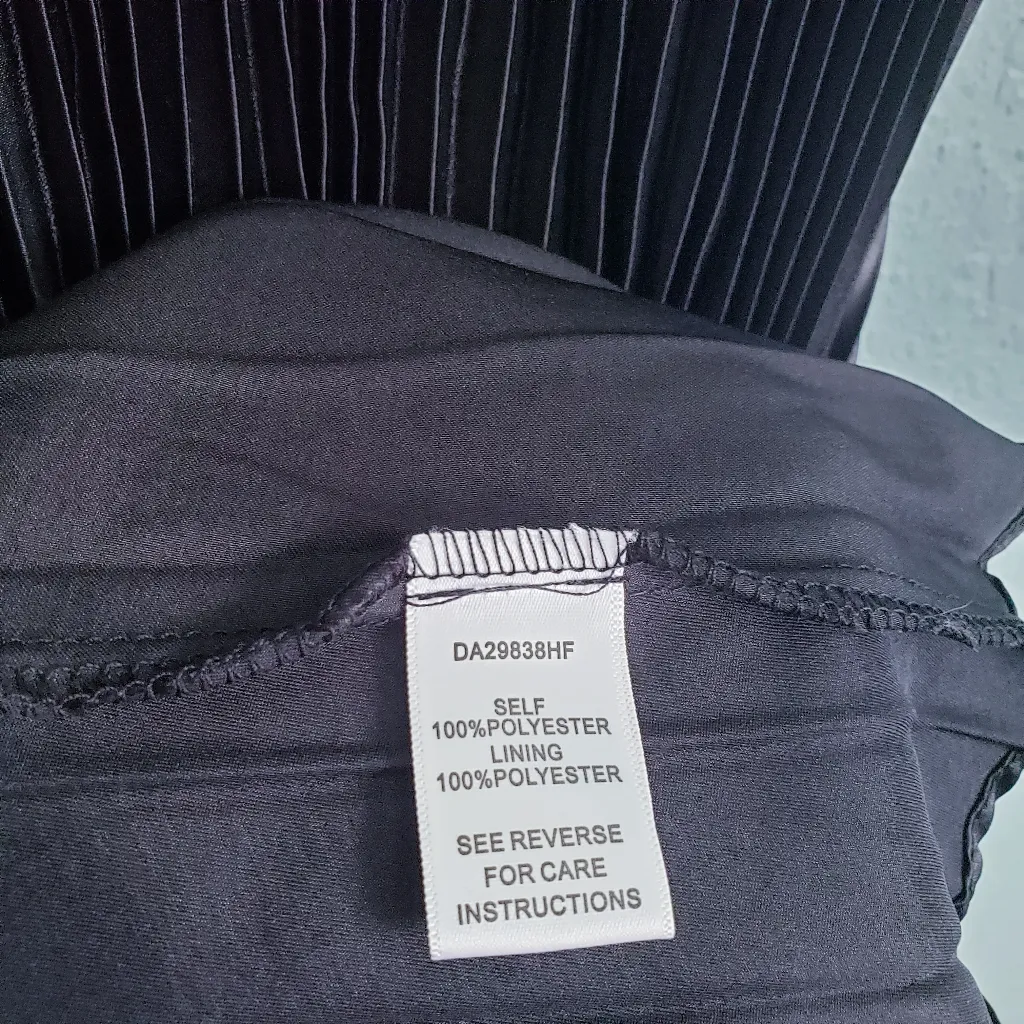 DA29838HF
SELF
100%POLYESTER
LINING
100%POLYESTER
SEE REVERSE
FOR CARE
INSTRUCTIONS